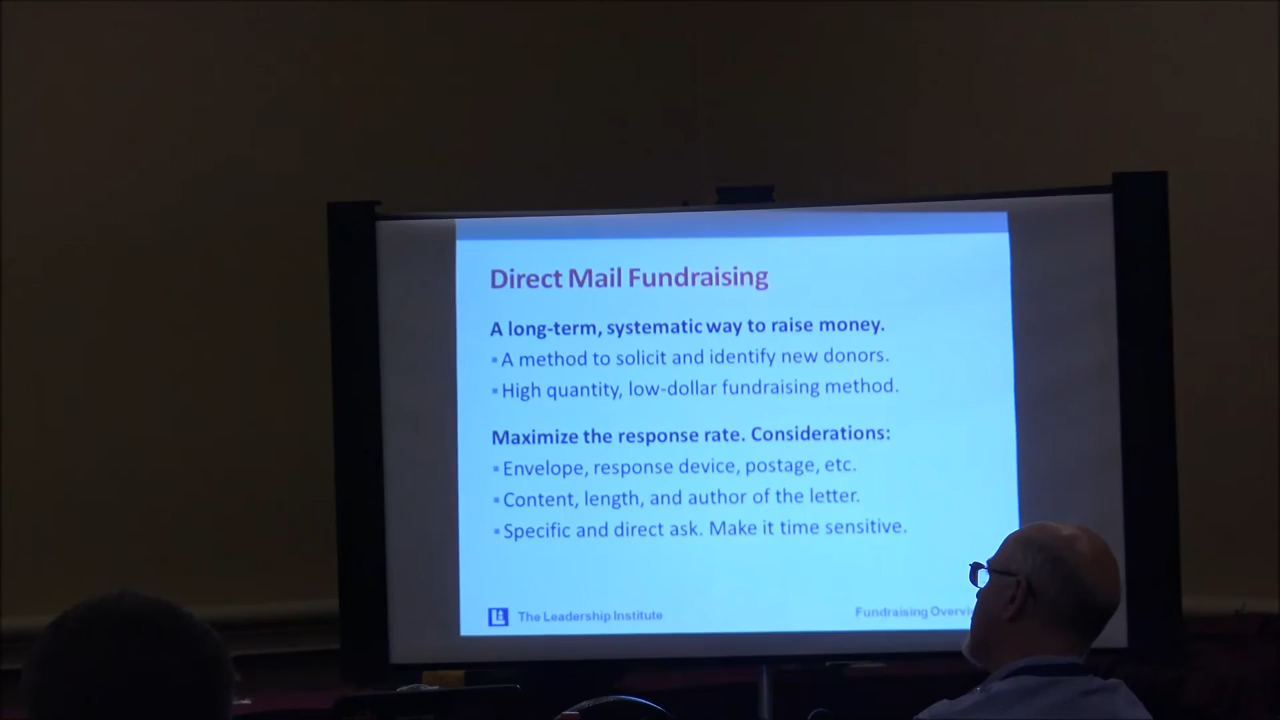 Direct Mail Fundraising
A long-term, systematic way to raise money.
▪ A method to solicit and identify new donors.
▪ High quantity, low-dollar fundraising method.
Maximize the response rate. Considerations:
▪ Envelope, response device, postage, etc.
▪ Content, length, and author of the letter.
▪ Specific and direct ask. Make it time sensitive.
The Leadership Institute
Fundraising